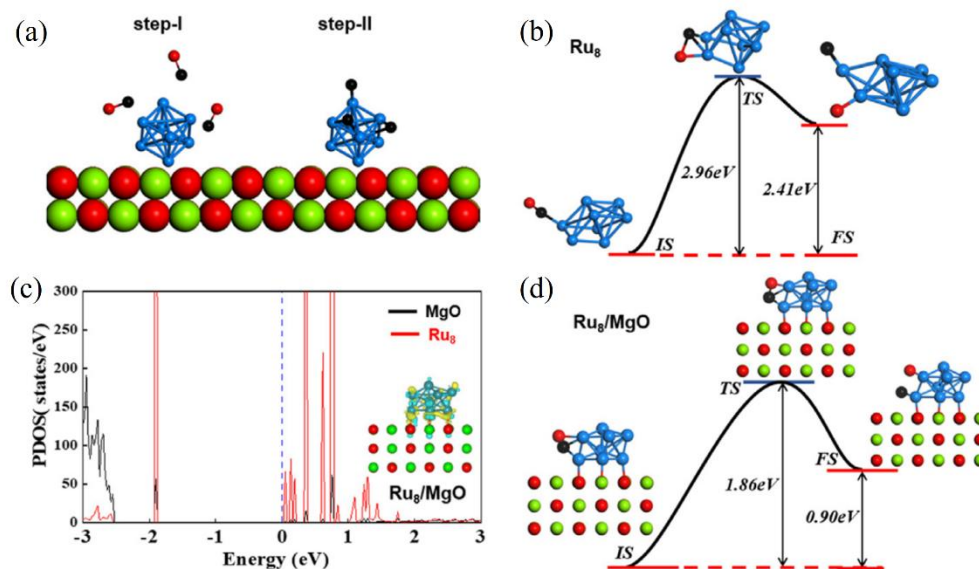 (a)
step-I
step-II
(b)
Ru8
TS
2.96eV
2.41eV
IS
FS
(c)
300
250
200
150
100
50
0
PDOS( states/eV)
MgO
Ru8
Ru8/MgO
-3
-2
-1
0
1
2
3
Energy (eV)
(d)
Ru8/MgO
TS
FS
1.86eV
0.90eV
IS